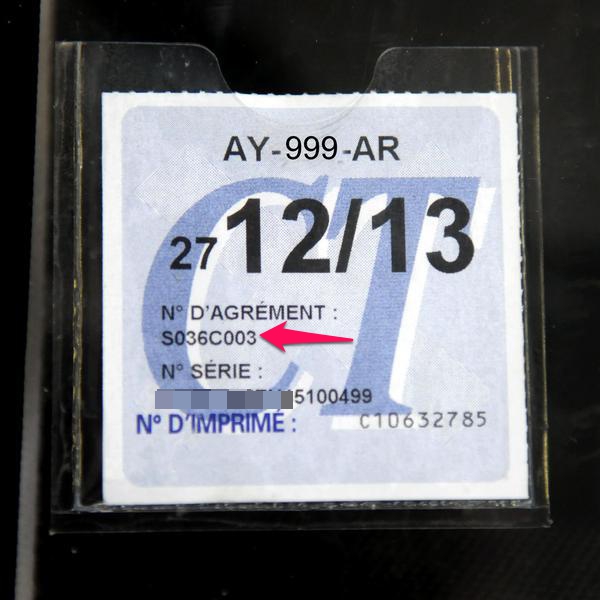 AY-999-AR
CT
27 12/13
N° D'AGRÉMENT :
S036C003
N° SÉRIE :
5100499
N° D'IMPRIMÉ : C10632785